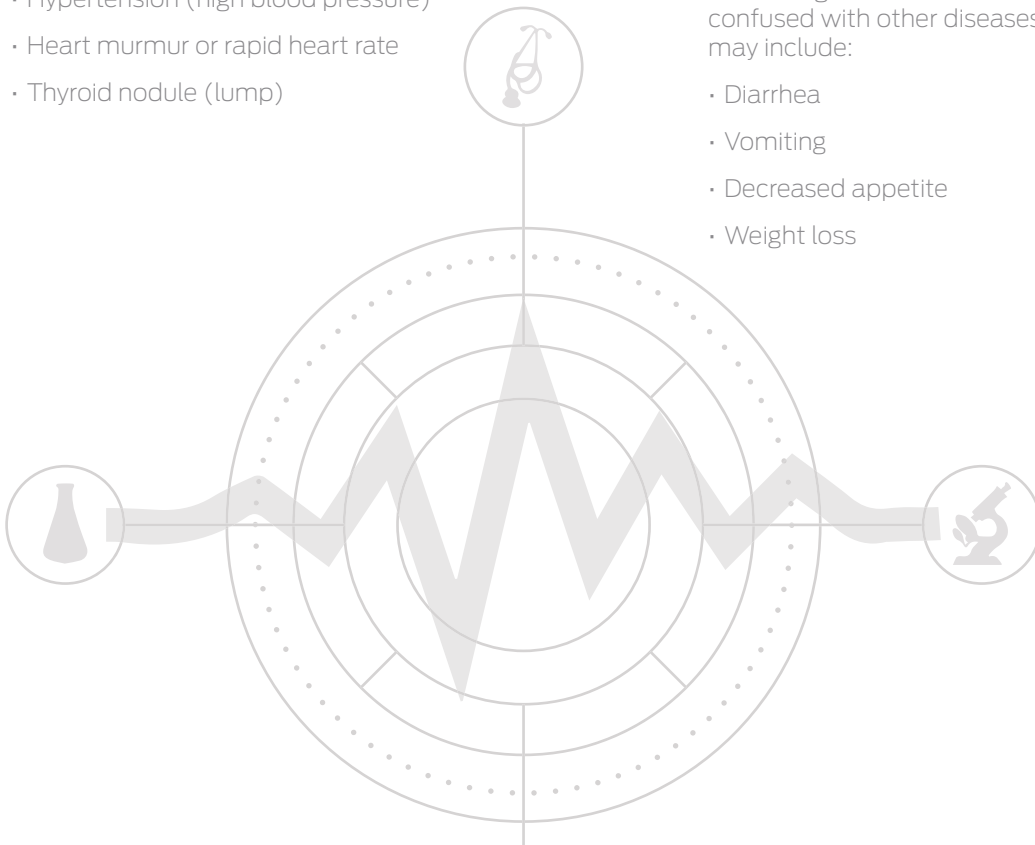 · Hypertension (high blood pressure)
· Heart murmur or rapid heart rate
· Thyroid nodule (lump)
confused with other diseases
may include:
· Diarrhea
· Vomiting
· Decreased appetite
· Weight loss